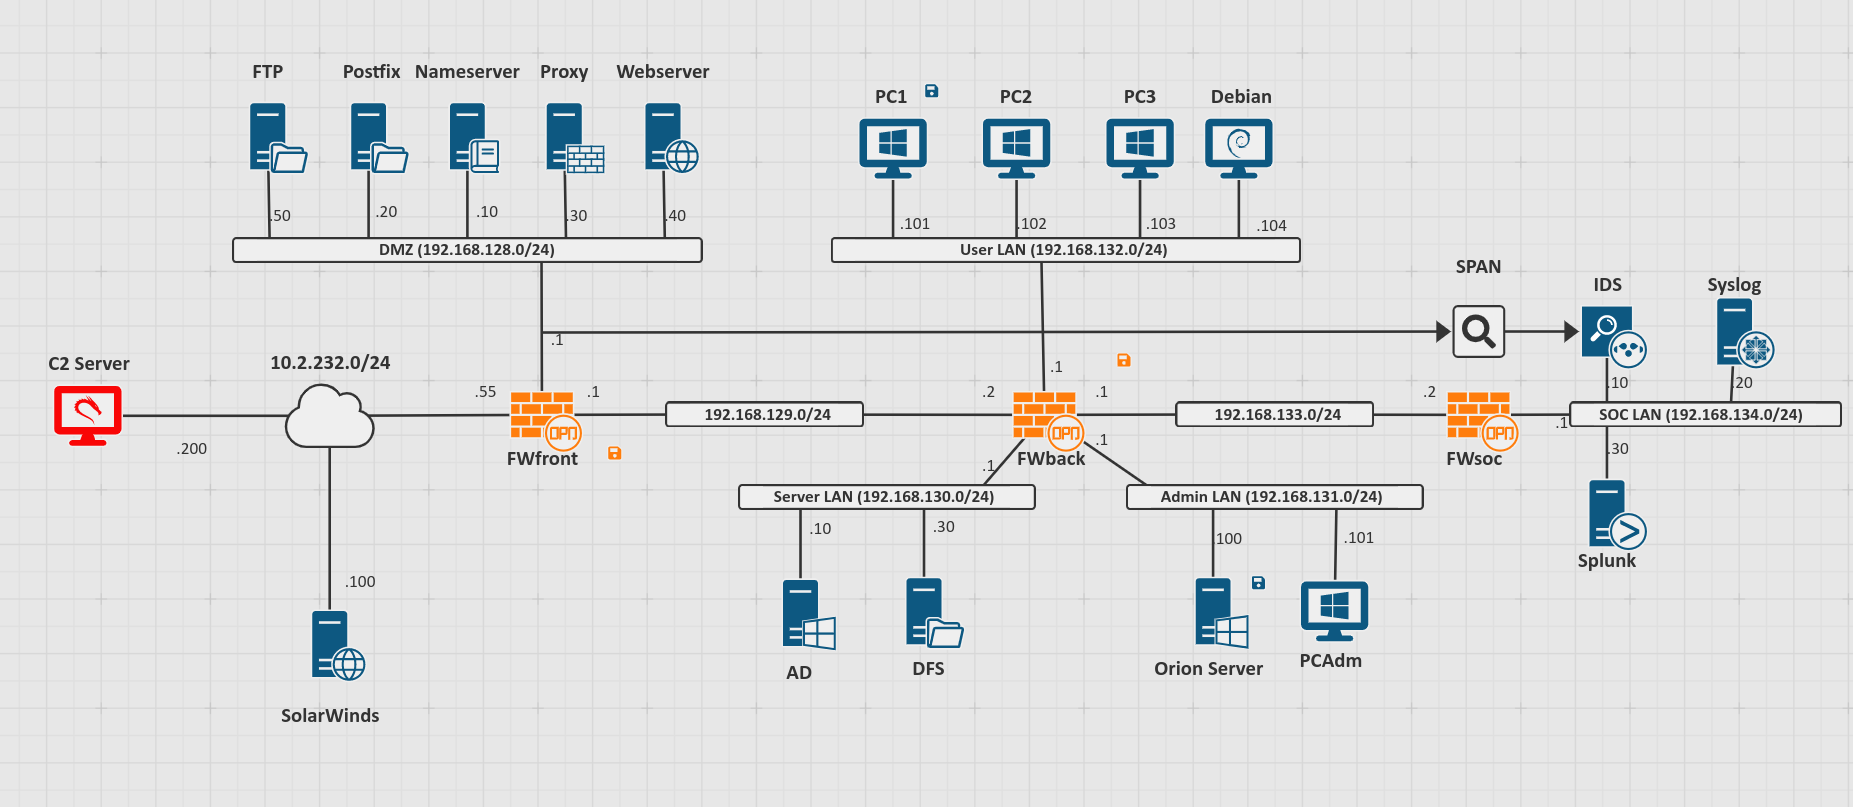 FTP
Postfix
Nameserver
Proxy
Webserver
.50
.20
.10
.30
.40
DMZ (192.168.128.0/24)
PC1
PC2
PC3
Debian
.101
.102
.103
.104
User LAN (192.168.132.0/24)
SPAN
IDS
Syslog
.1
.1
C2 Server
10.2.232.0/24
.200
.55
.1
FWfront
192.168.129.0/24
.2
.1
FWback
192.168.133.0/24
.2
FWsoc
.1
.10
.20
SOC LAN (192.168.134.0/24)
.30
Splunk
.1
.1
Server LAN (192.168.130.0/24)
.10
.30
AD
DFS
Admin LAN (192.168.131.0/24)
.100
.101
Orion Server
PCAdm
.100
SolarWinds